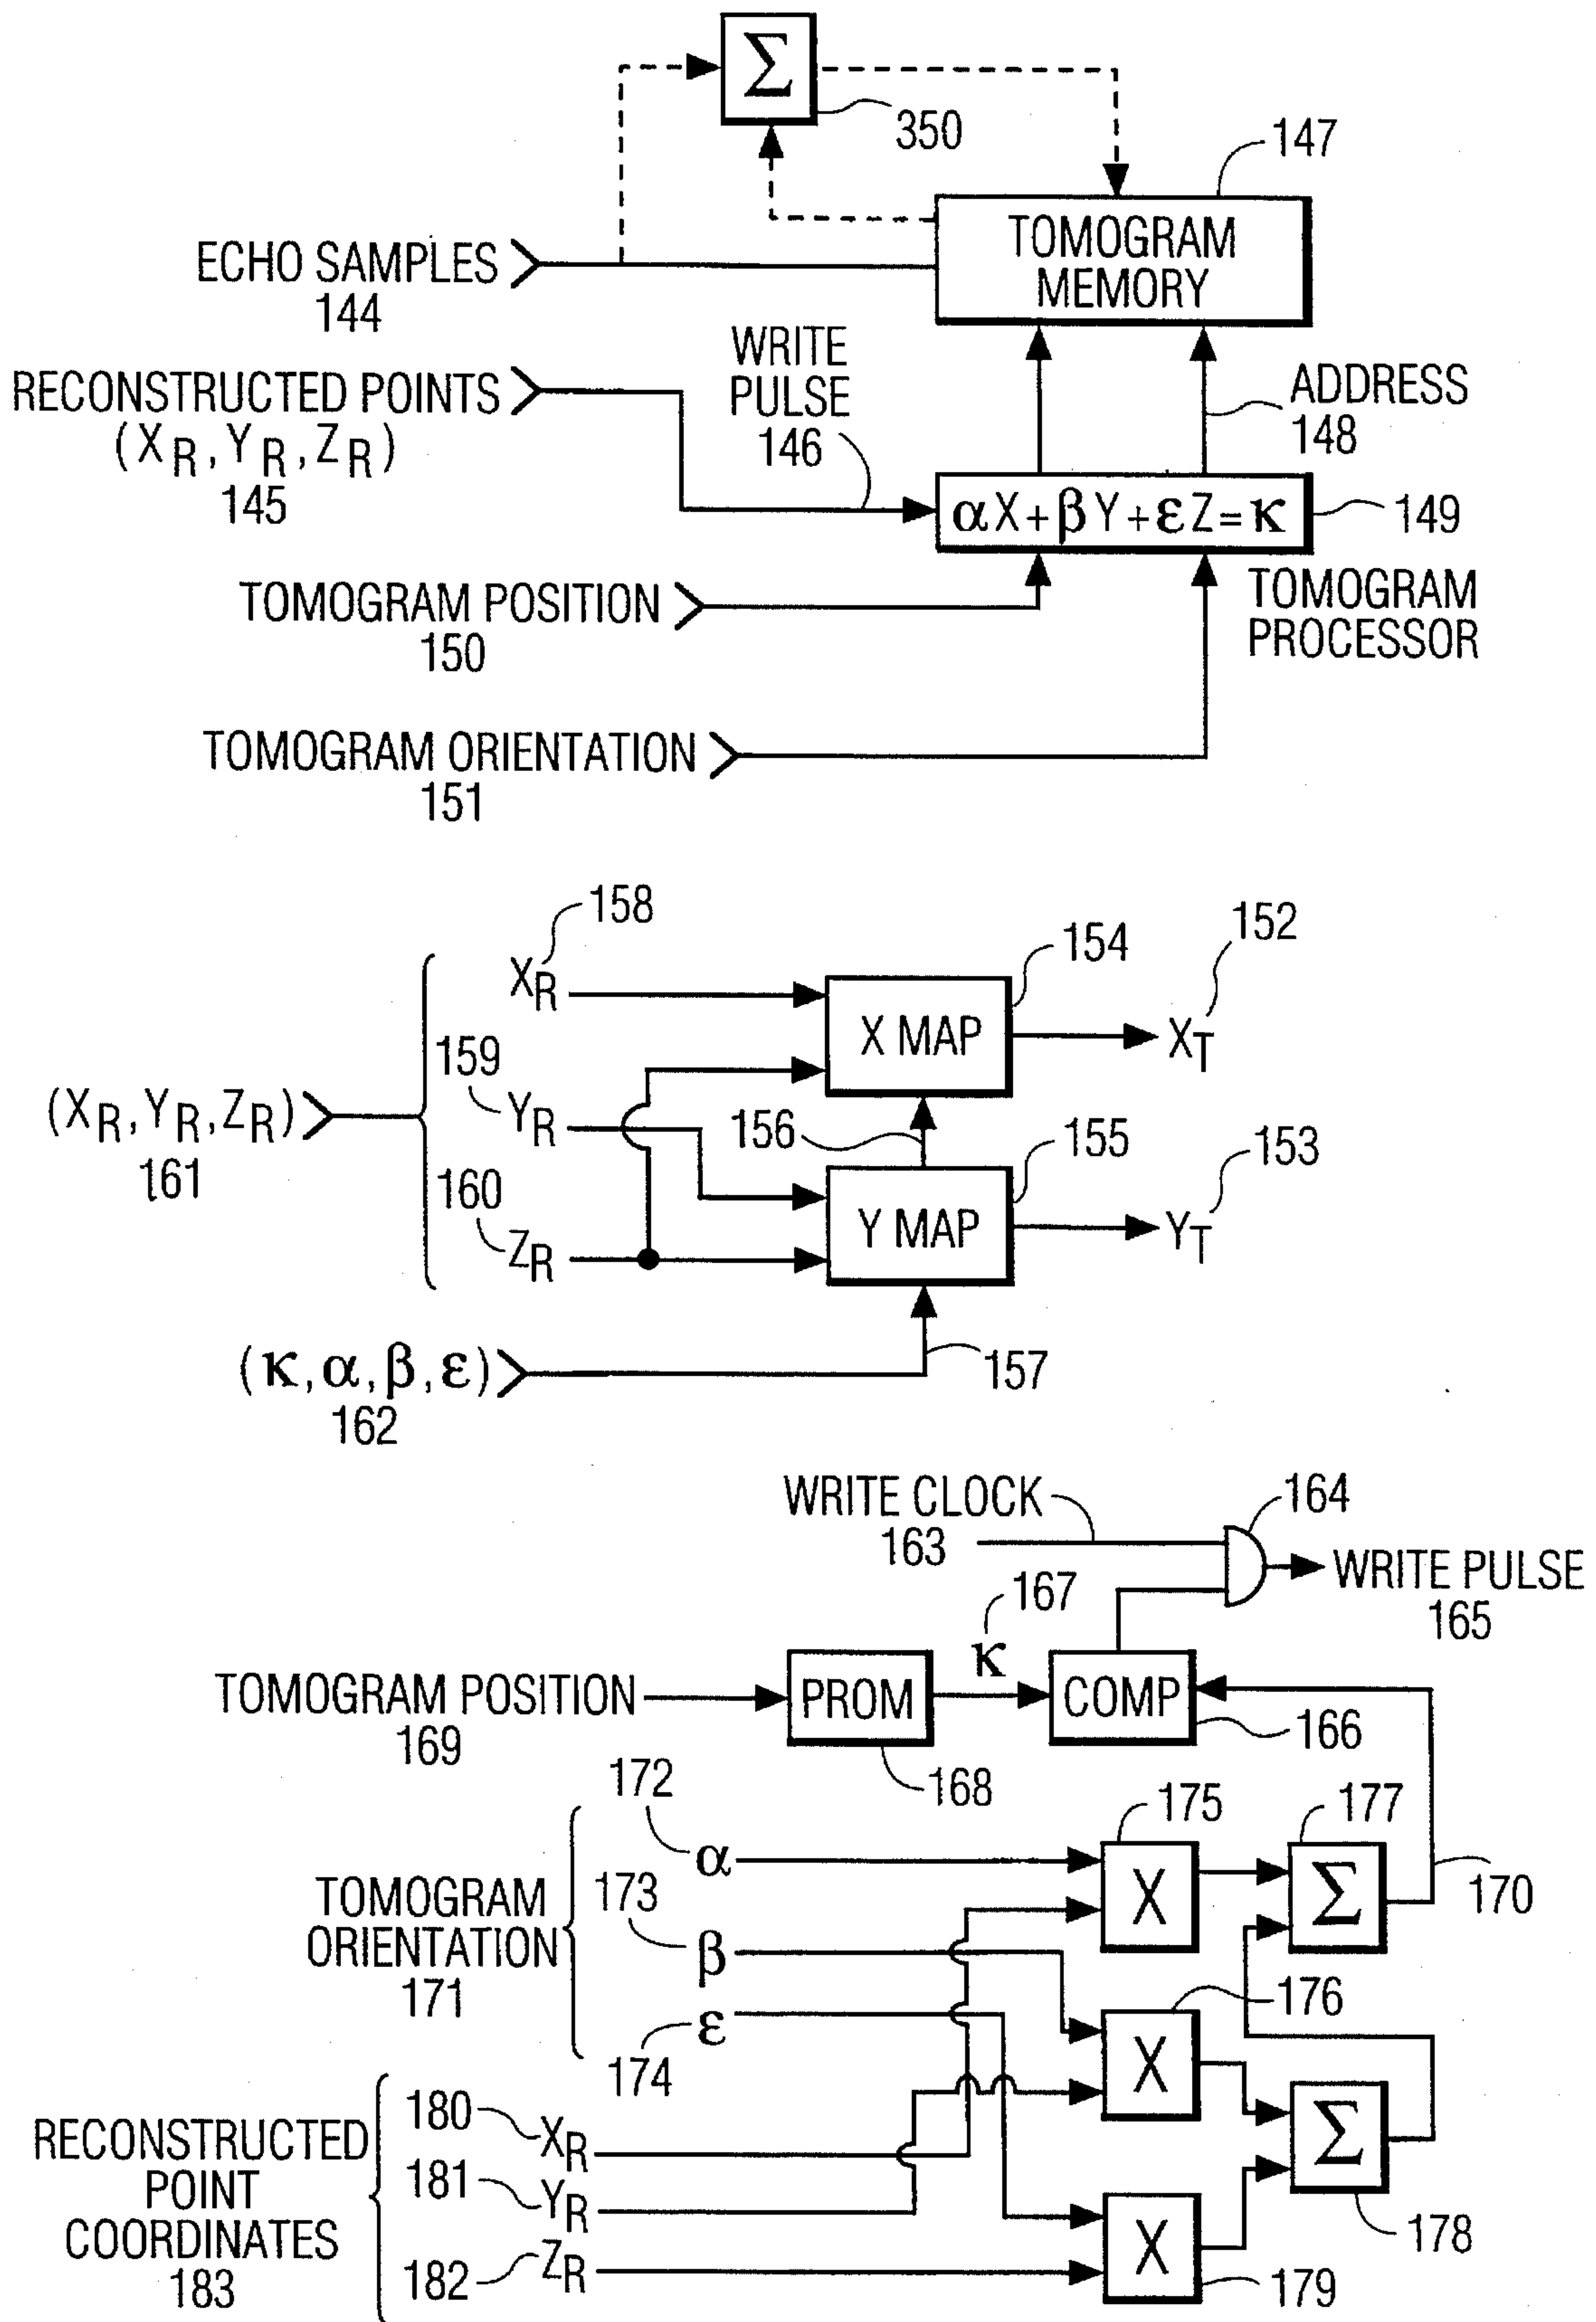 Σ
350
147
TOMOGRAM
MEMORY
ECHO SAMPLES
144
WRITE
PULSE
146
RECONSTRUCTED POINTS
(XR,YR,ZR)
145
ADDRESS
148
αX+βY+εZ=κ
149
TOMOGRAM POSITION
150
TOMOGRAM
PROCESSOR
TOMOGRAM ORIENTATION
151
158
XR
154
152
X MAP
XT
159
YR
(XR,YR,ZR)
161
156
155
153
160
ZR
Y MAP
YT
(κ,α,β,ε)
162
157
WRITE CLOCK
163
164
WRITE PULSE
165
167
κ
TOMOGRAM POSITION
169
PROM
168
COMP
166
172
α
175
X
177
Σ
170
TOMOGRAM
ORIENTATION
171
173
β
174
ε
176
X
RECONSTRUCTED
POINT
COORDINATES
183
180
XR
181
YR
182
ZR
Σ
178
X
179